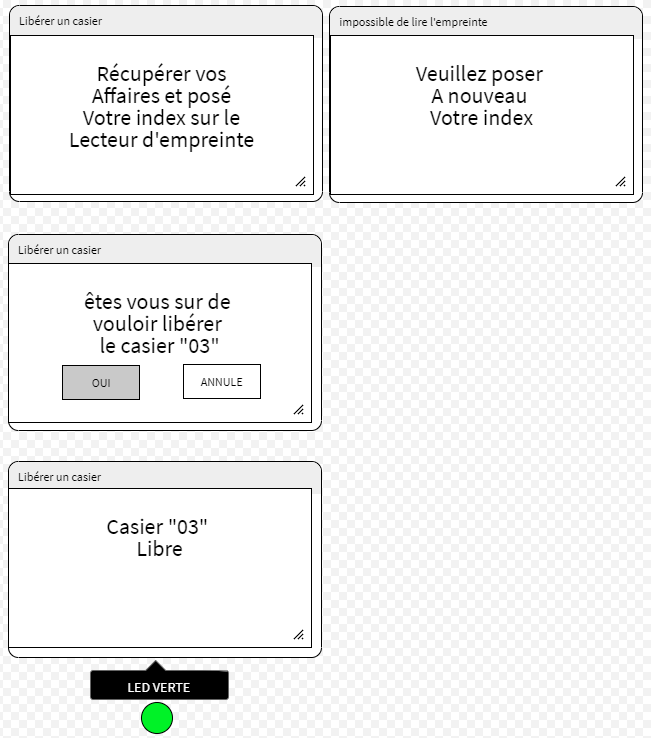 Libérer un casier
Récupérer vos
Affaires et posé
Votre index sur le
Lecteur d'empreinte
impossible de lire l'empreinte
Veuillez poser
A nouveau
Votre index
Libérer un casier
êtes vous sur de
vouloir libérer
le casier "03"
OUI
ANNULE
Libérer un casier
Casier "03"
Libre
LED VERTE